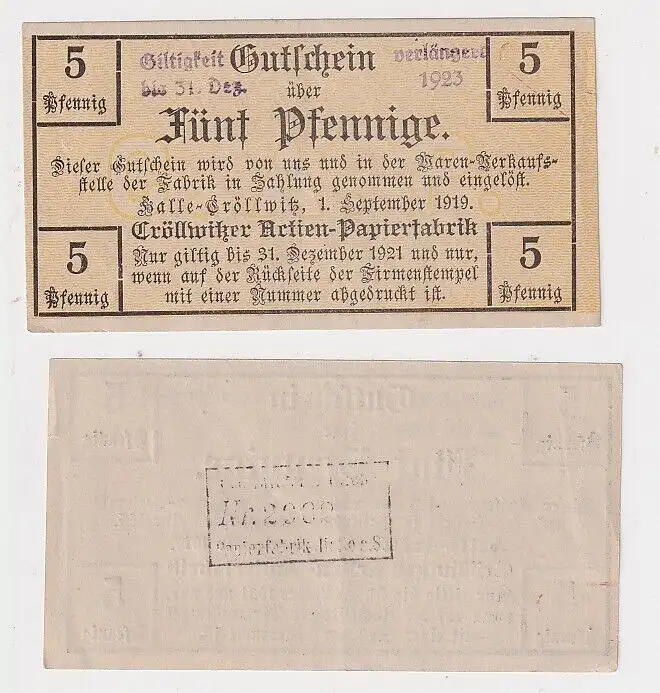 5
Pfennig
5
Pfennig
Giltigkeit verlängert
bis 31. Dez. 1923
Gutschein
über
Fünf Pfennige.
Dieser Gutschein wird von uns und in der Waren-Verkaufs-
stelle der Fabrik in Zahlung genommen und eingelöst.
Halle-Cröllwitz, 1. September 1919.
Cröllwitzer Actien-Papierfabrik
Nur giltig bis 31. Dezember 1921 und nur,
wenn auf der Rückseite der Firmenstempel
mit einer Nummer abgedruckt ist.
5
Pfennig
5
Pfennig
Nr.
Papierfabrik